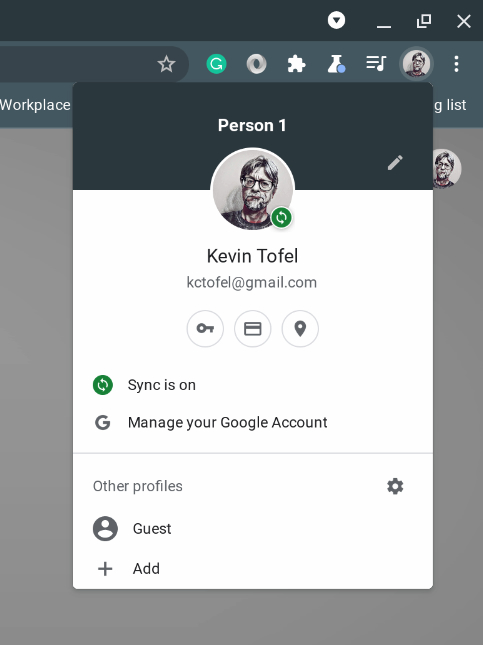 Workplace
g list
Person 1
Kevin Tofel
kctofel@gmail.com
Sync is on
G Manage your Google Account
Other profiles
Guest
Add